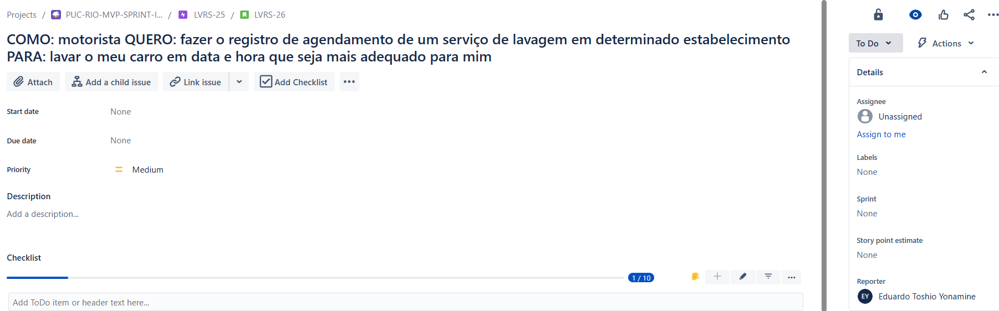 Projects / PUC-RIO-MVP-SPRINT-I... / LVRS-25 / LVRS-26
COMO: motorista QUERO: fazer o registro de agendamento de um serviço de lavagem em determinado estabelecimento
PARA: lavar o meu carro em data e hora que seja mais adequado para mim
Attach Add a child issue Link issue Add Checklist
Start date None
Due date None
Priority Medium
Description
Add a description...
Checklist
1 / 10
Add ToDo item or header text here...
To Do Actions
Details
Assignee
Unassigned
Assign to me
Labels
None
Sprint
None
Story point estimate
None
Reporter
EY Eduardo Toshio Yonamine